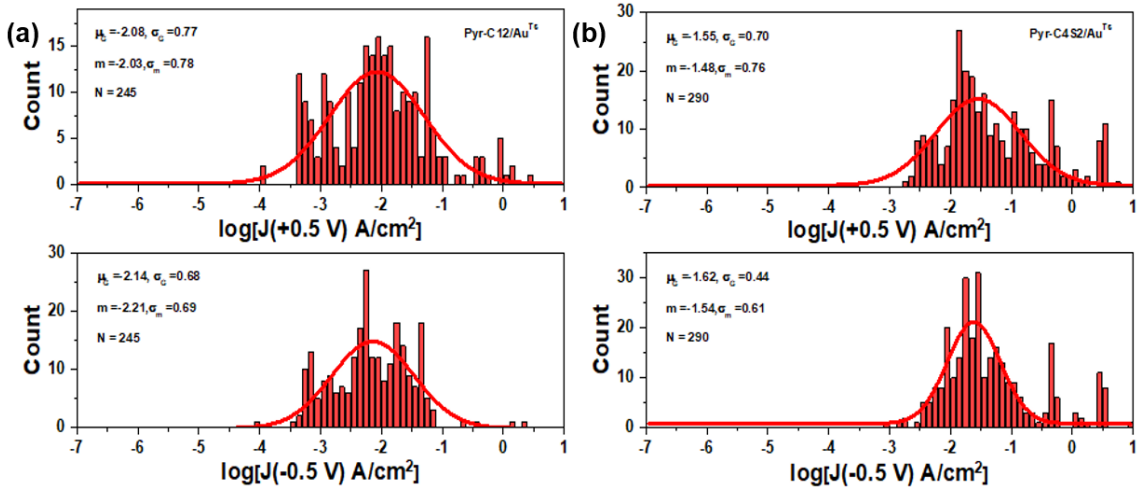 (a)
μG =-2.08, σG =0.77
m =-2.03,σm =0.78
N = 245
Pyr-C12/AuTs
15
10
5
0
Count
-7 -6 -5 -4 -3 -2 -1 0 1
log[J(+0.5 V) A/cm2]
μG =-2.14, σG =0.68
m =-2.21,σm =0.69
N = 245
30
20
10
0
Count
-7 -6 -5 -4 -3 -2 -1 0 1
log[J(-0.5 V) A/cm2]
(b)
μG =-1.55, σG =0.70
m =-1.48,σm =0.76
N = 290
Pyr-C4S2/AuTs
30
20
10
0
Count
-7 -6 -5 -4 -3 -2 -1 0 1
log[J(+0.5 V) A/cm2]
μG =-1.62, σG =0.44
m =-1.54,σm =0.61
N = 290
30
20
10
0
Count
-7 -6 -5 -4 -3 -2 -1 0 1
log[J(-0.5 V) A/cm2]